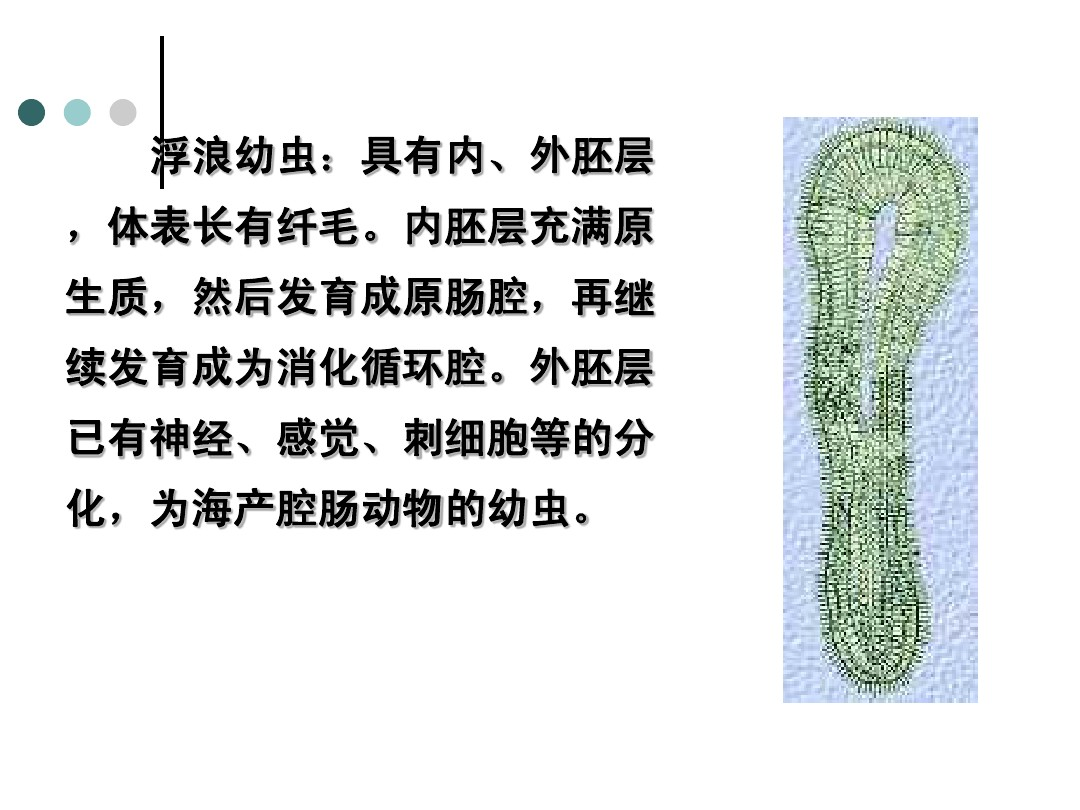 浮浪幼虫：具有内、外胚层
，体表长有纤毛。内胚层充满原
生质，然后发育成原肠腔，再继
续发育成为消化循环腔。外胚层
已有神经、感觉、刺细胞等的分
化，为海产腔肠动物的幼虫。